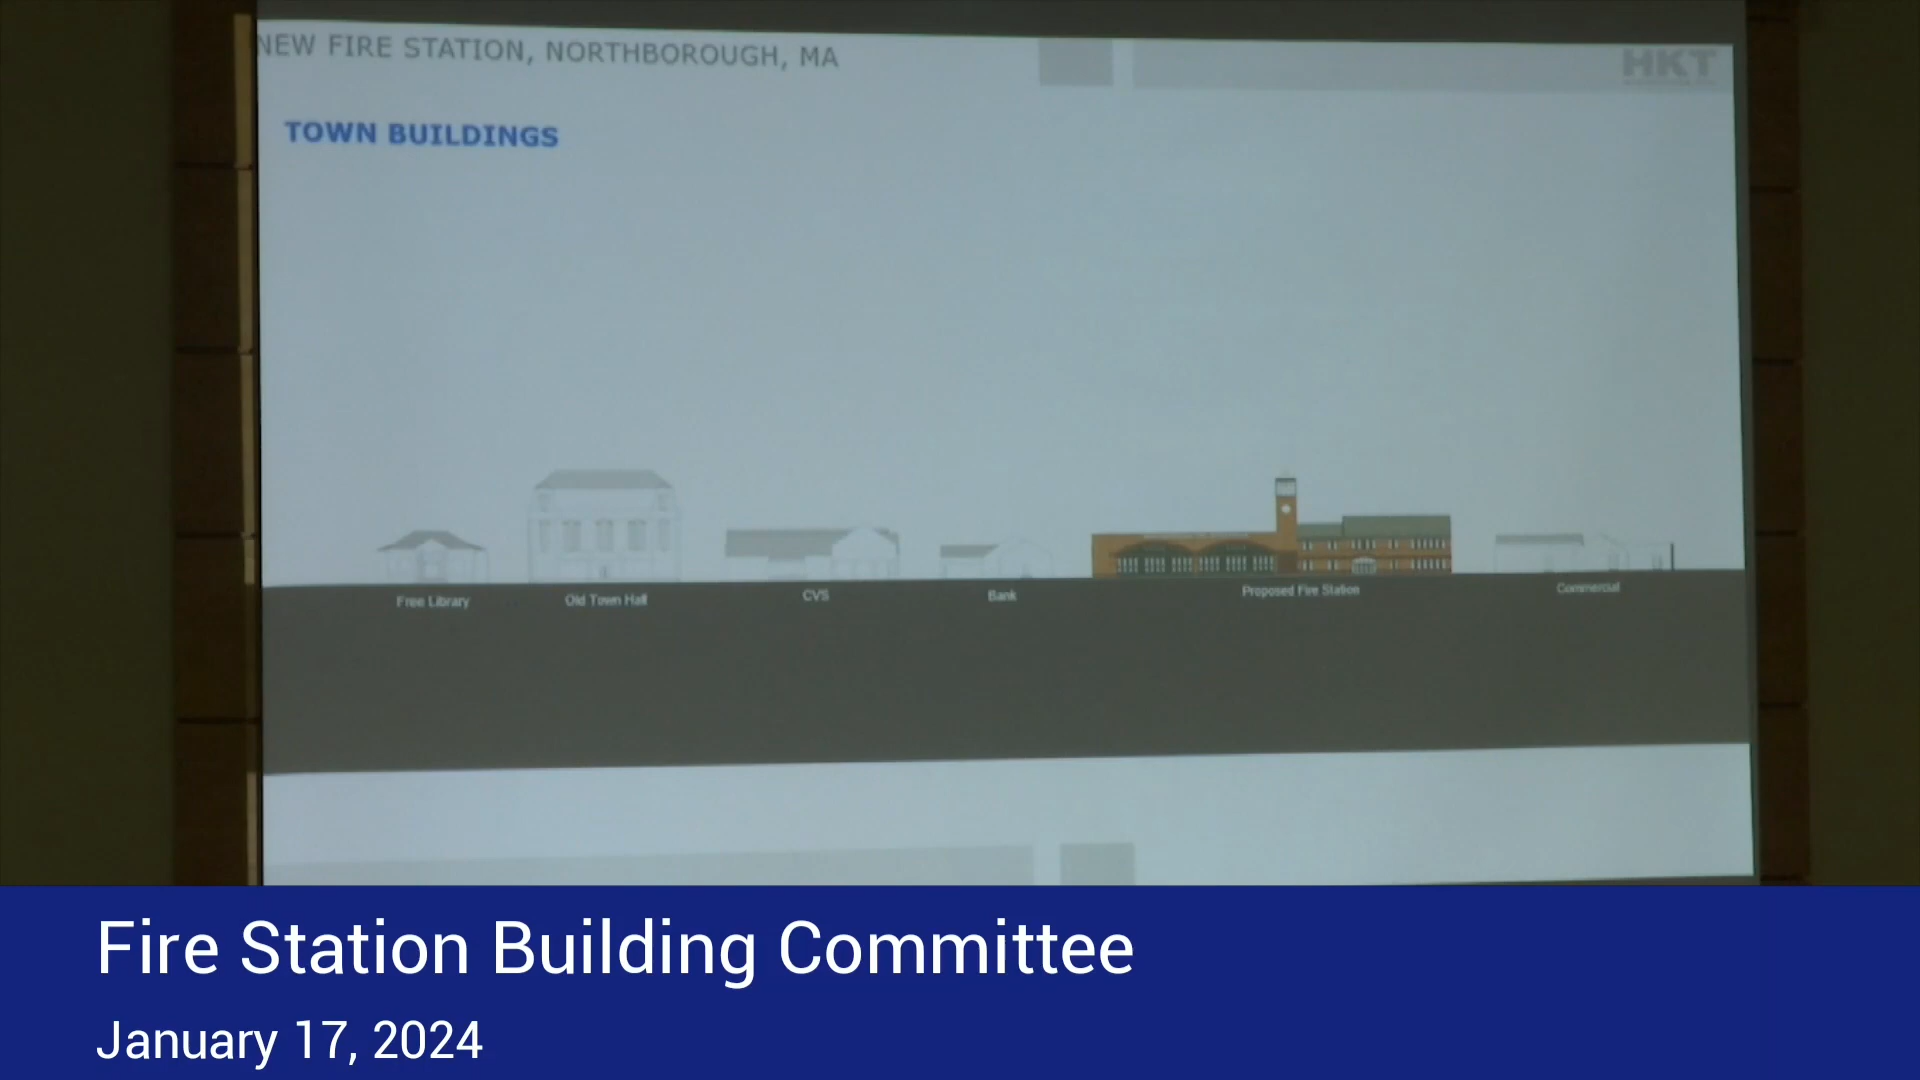 NEW FIRE STATION, NORTHBOROUGH, MA
HKT
TOWN BUILDINGS
Free Library
Old Town Hall
CVS
Bank
Proposed Fire Station
Commercial
Fire Station Building Committee
January 17, 2024